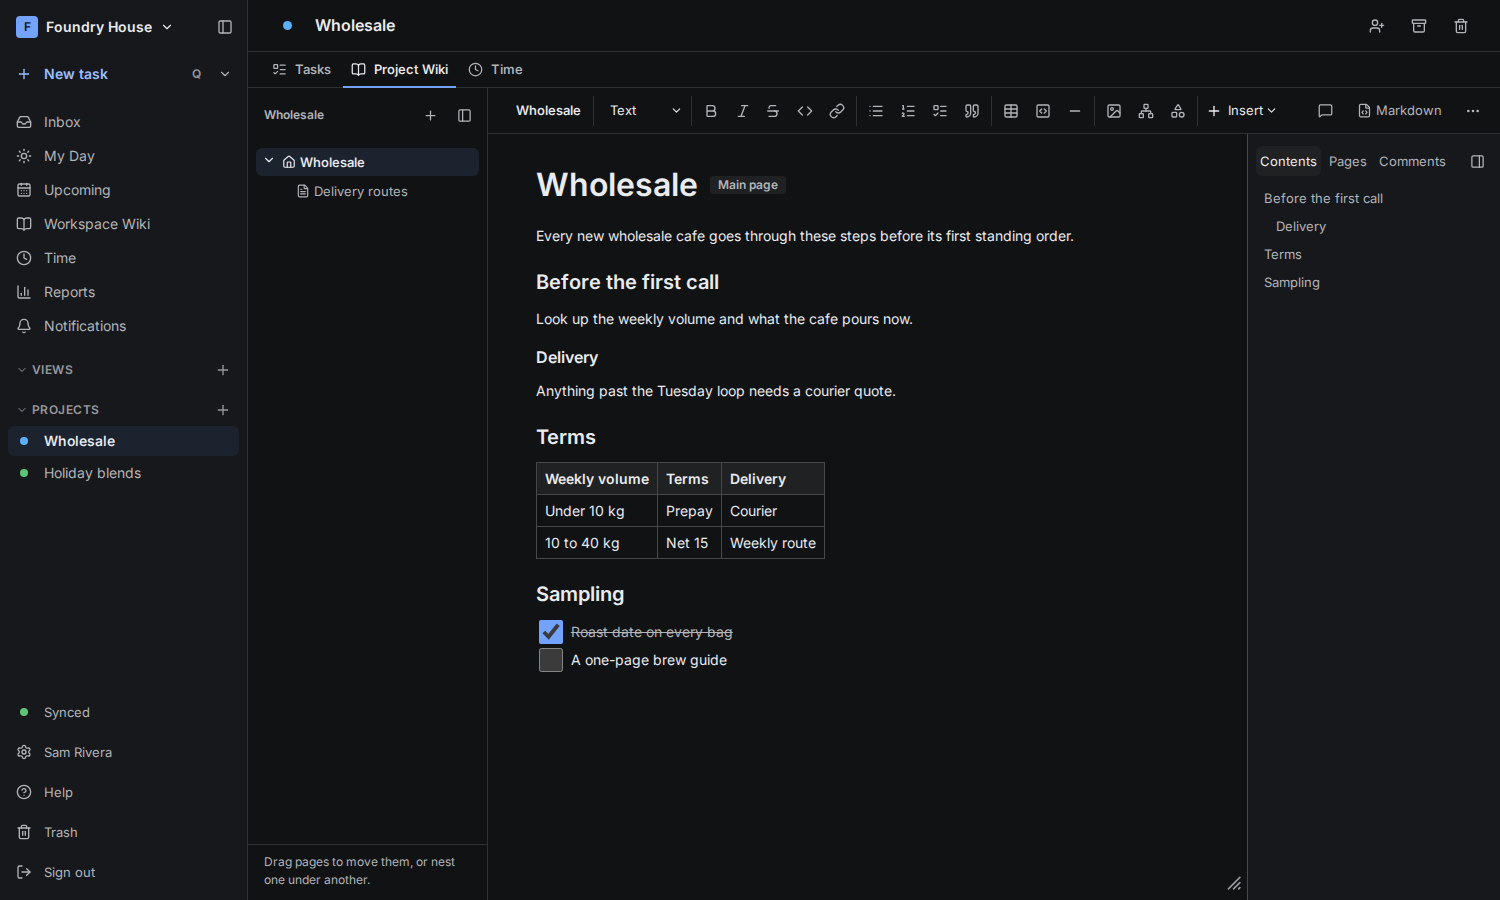 F Foundry House
New task Q
Inbox
My Day
Upcoming
Workspace Wiki
Time
Reports
Notifications
VIEWS
PROJECTS
Wholesale
Holiday blends
Synced
Sam Rivera
Help
Trash
Sign out
Wholesale
Tasks Project Wiki Time
Wholesale
Wholesale
Delivery routes
Drag pages to move them, or nest
one under another.
Wholesale Text Insert Markdown
Wholesale Main page
Every new wholesale cafe goes through these steps before its first standing order.
Before the first call
Look up the weekly volume and what the cafe pours now.
Delivery
Anything past the Tuesday loop needs a courier quote.
Terms
Weekly volume Terms Delivery
Under 10 kg Prepay Courier
10 to 40 kg Net 15 Weekly route
Sampling
Roast date on every bag
A one-page brew guide
Contents Pages Comments
Before the first call
Delivery
Terms
Sampling